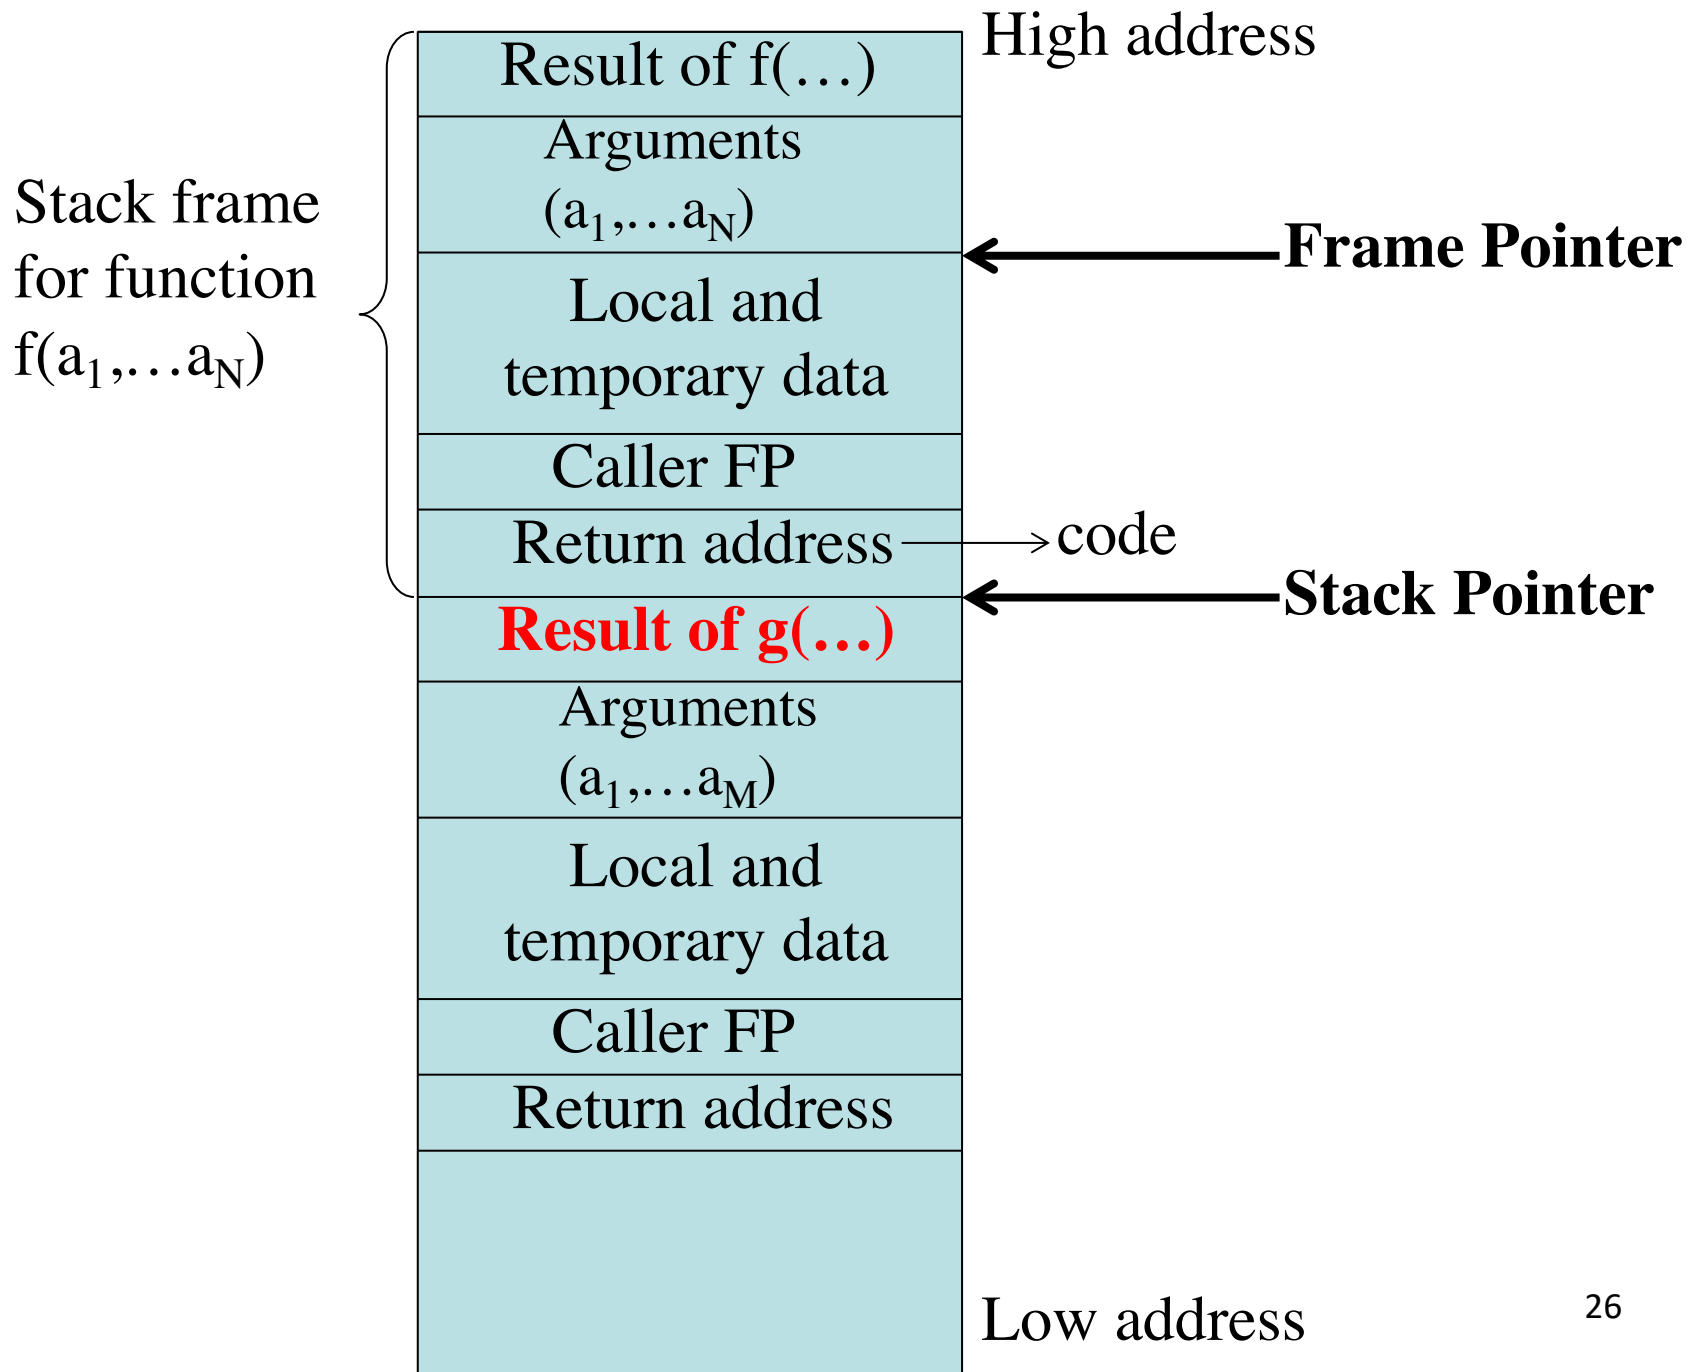 High address
Result of f(…)
Arguments
(a₁,…aN)
Stack frame
for function
f(a₁,…aN)
Frame Pointer
Local and
temporary data
Caller FP
Return address
code
Stack Pointer
Result of g(…)
Arguments
(a₁,…aM)
Local and
temporary data
Caller FP
Return address
Low address
26